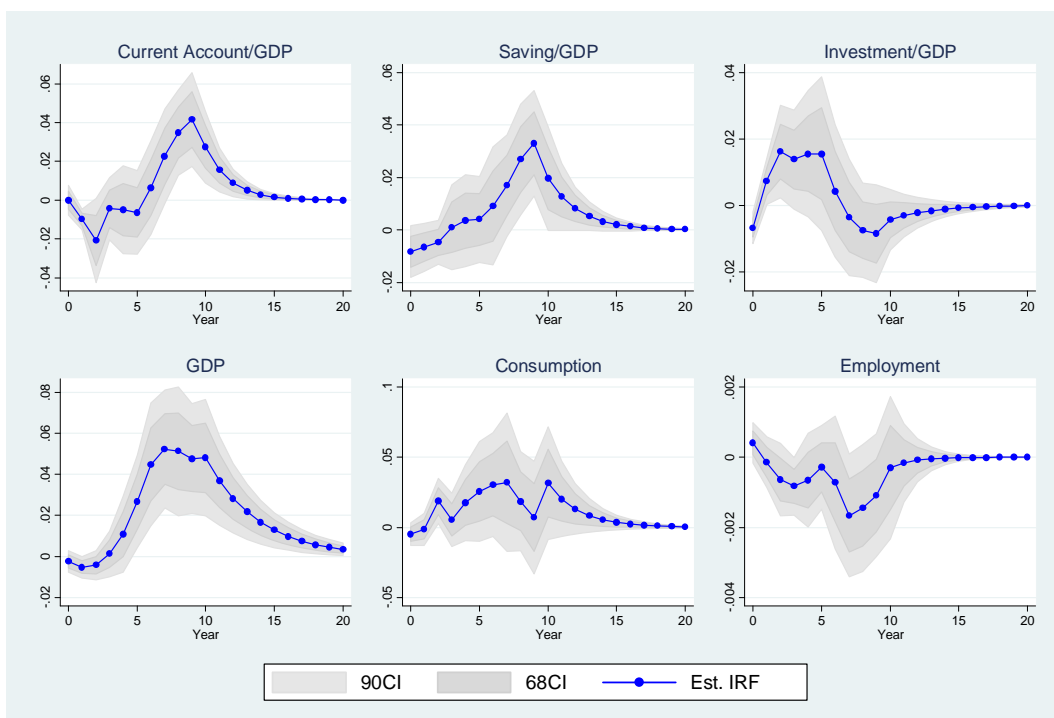 Current Account/GDP
.06
.04
.02
0
-.02
-.04
0 5 10 15 20
Year
Saving/GDP
.06
.04
.02
0
-.02
0 5 10 15 20
Year
Investment/GDP
.04
.02
0
-.02
0 5 10 15 20
Year
GDP
.08
.06
.04
.02
0
-.02
0 5 10 15 20
Year
Consumption
.1
.05
0
-.05
0 5 10 15 20
Year
Employment
.002
0
-.002
-.004
0 5 10 15 20
Year
90CI 68CI Est. IRF